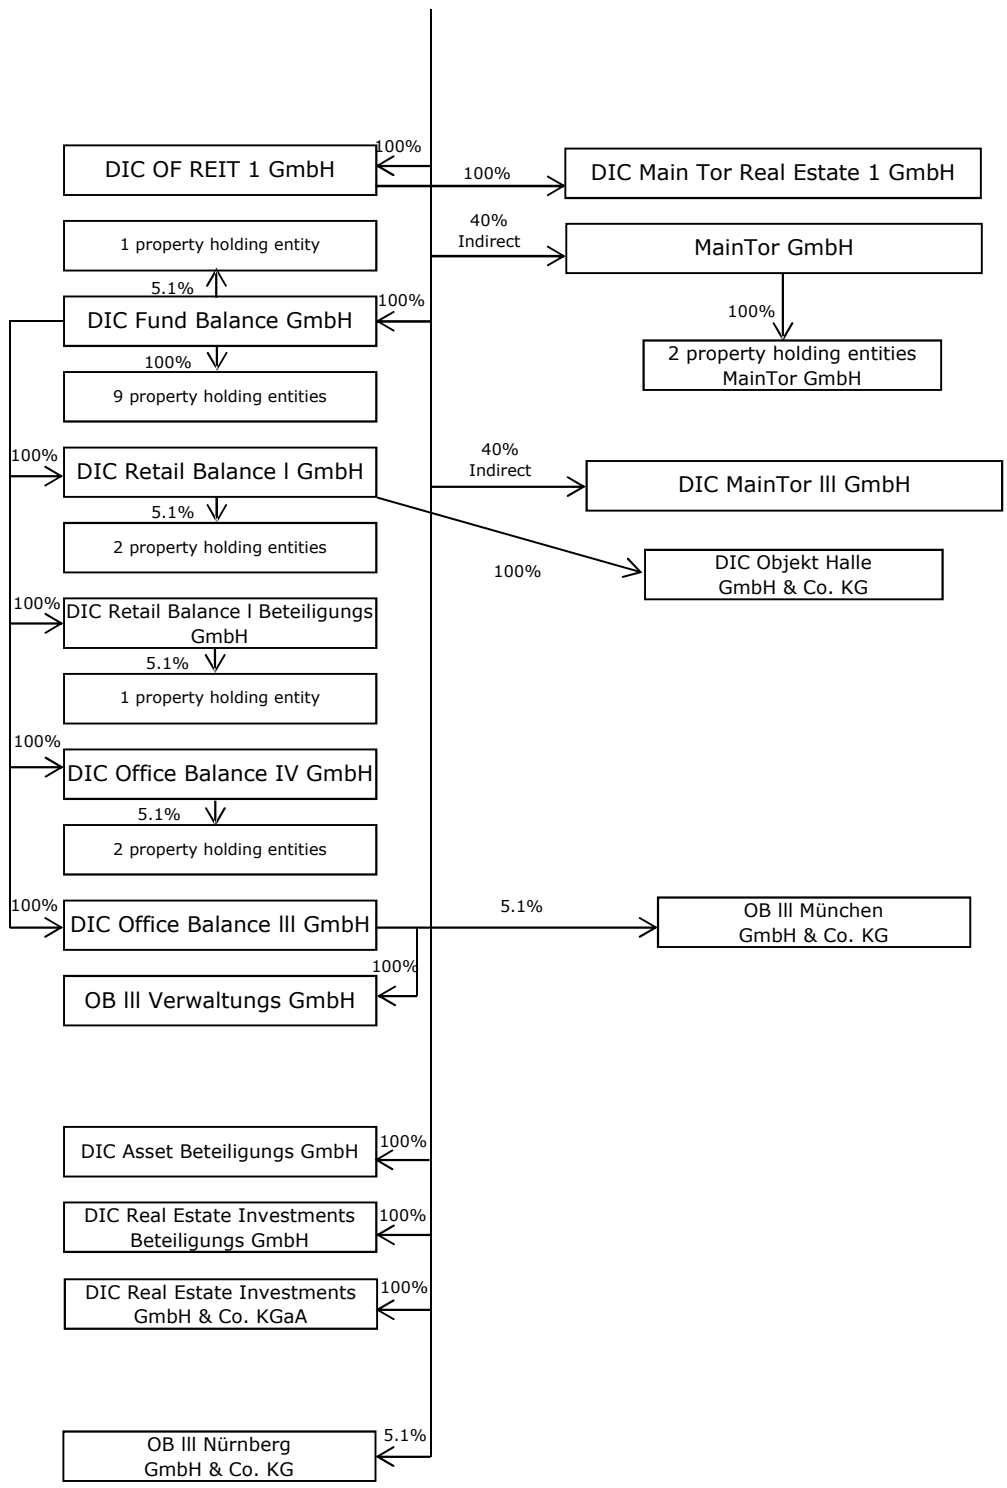 100%
DIC OF REIT 1 GmbH
100%
DIC Main Tor Real Estate 1 GmbH
1 property holding entity
40%
Indirect
MainTor GmbH
5.1%
100%
DIC Fund Balance GmbH
100%
100%
2 property holding entities
MainTor GmbH
9 property holding entities
100%
DIC Retail Balance l GmbH
40%
Indirect
DIC MainTor lll GmbH
5.1%
2 property holding entities
100%
DIC Objekt Halle
GmbH & Co. KG
100%
DIC Retail Balance l Beteiligungs
GmbH
5.1%
1 property holding entity
100%
DIC Office Balance IV GmbH
5.1%
2 property holding entities
100%
DIC Office Balance lll GmbH
5.1%
OB lll München
GmbH & Co. KG
100%
OB lll Verwaltungs GmbH
DIC Asset Beteiligungs GmbH
100%
DIC Real Estate Investments
Beteiligungs GmbH
100%
DIC Real Estate Investments
GmbH & Co. KGaA
100%
OB lll Nürnberg
GmbH & Co. KG
5.1%